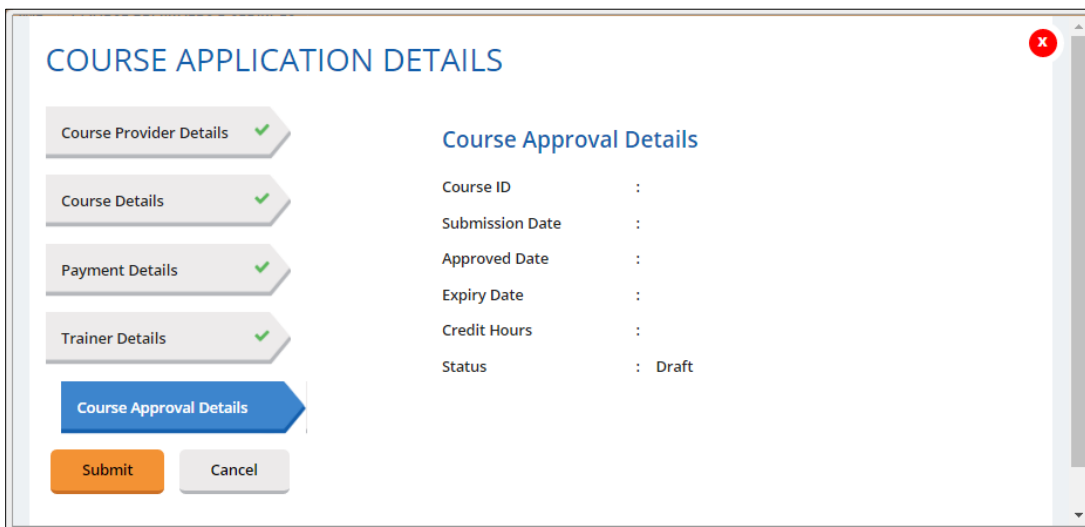 x
COURSE APPLICATION DETAILS
Course Provider Details
Course Details
Payment Details
Trainer Details
Course Approval Details
Submit
Cancel
Course Approval Details
Course ID :
Submission Date :
Approved Date :
Expiry Date :
Credit Hours :
Status : Draft